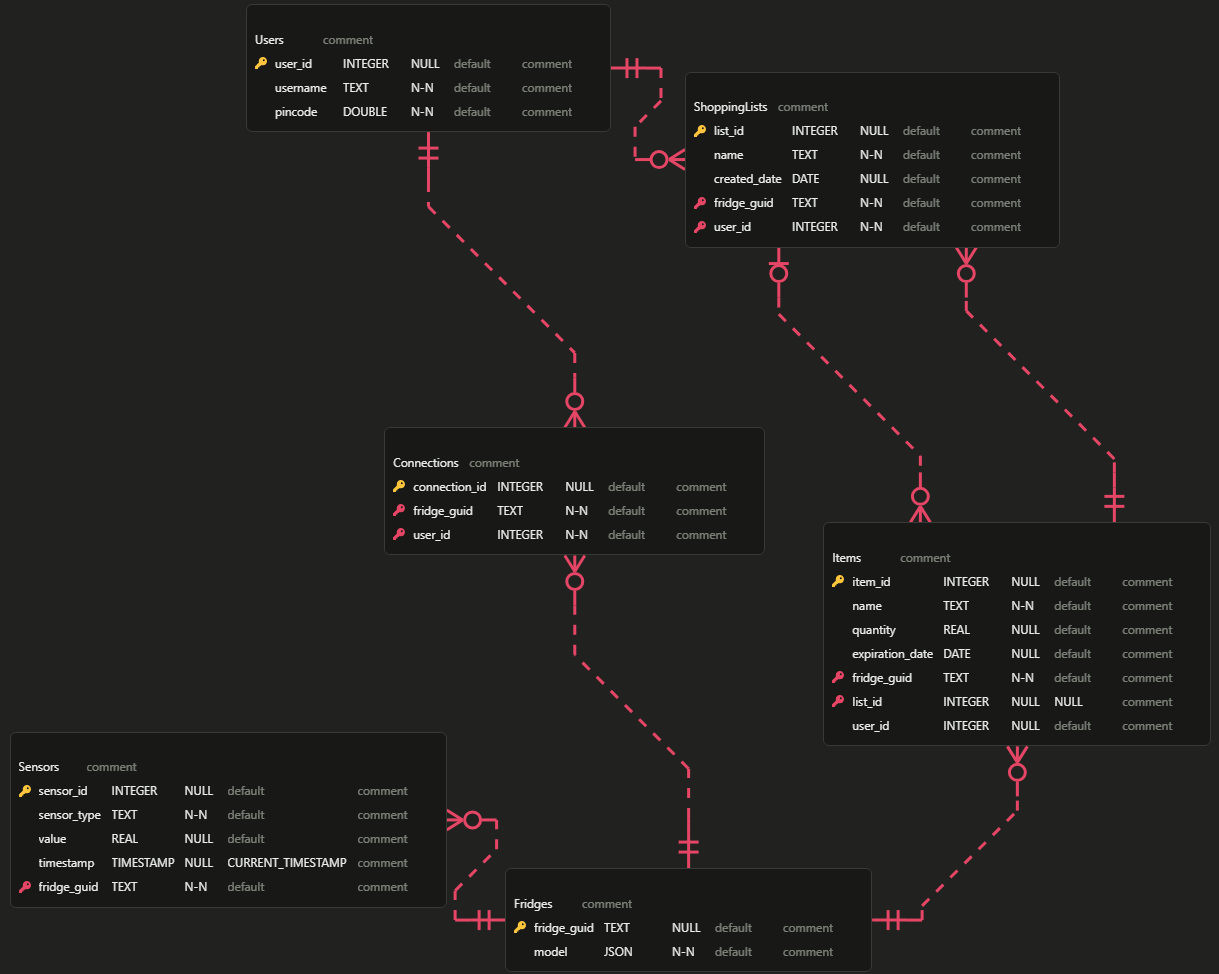 Users comment
user_id INTEGER NULL default comment
username TEXT N-N default comment
pincode DOUBLE N-N default comment
ShoppingLists comment
list_id INTEGER NULL default comment
name TEXT N-N default comment
created_date DATE NULL default comment
fridge_guid TEXT N-N default comment
user_id INTEGER N-N default comment
Connections comment
connection_id INTEGER NULL default comment
fridge_guid TEXT N-N default comment
user_id INTEGER N-N default comment
Items comment
item_id INTEGER NULL default comment
name TEXT N-N default comment
quantity REAL NULL default comment
expiration_date DATE NULL default comment
fridge_guid TEXT N-N default comment
list_id INTEGER NULL NULL comment
user_id INTEGER NULL default comment
Sensors comment
sensor_id INTEGER NULL default comment
sensor_type TEXT N-N default comment
value REAL NULL default comment
timestamp TIMESTAMP NULL CURRENT_TIMESTAMP comment
fridge_guid TEXT N-N default comment
Fridges comment
fridge_guid TEXT NULL default comment
model JSON N-N default comment